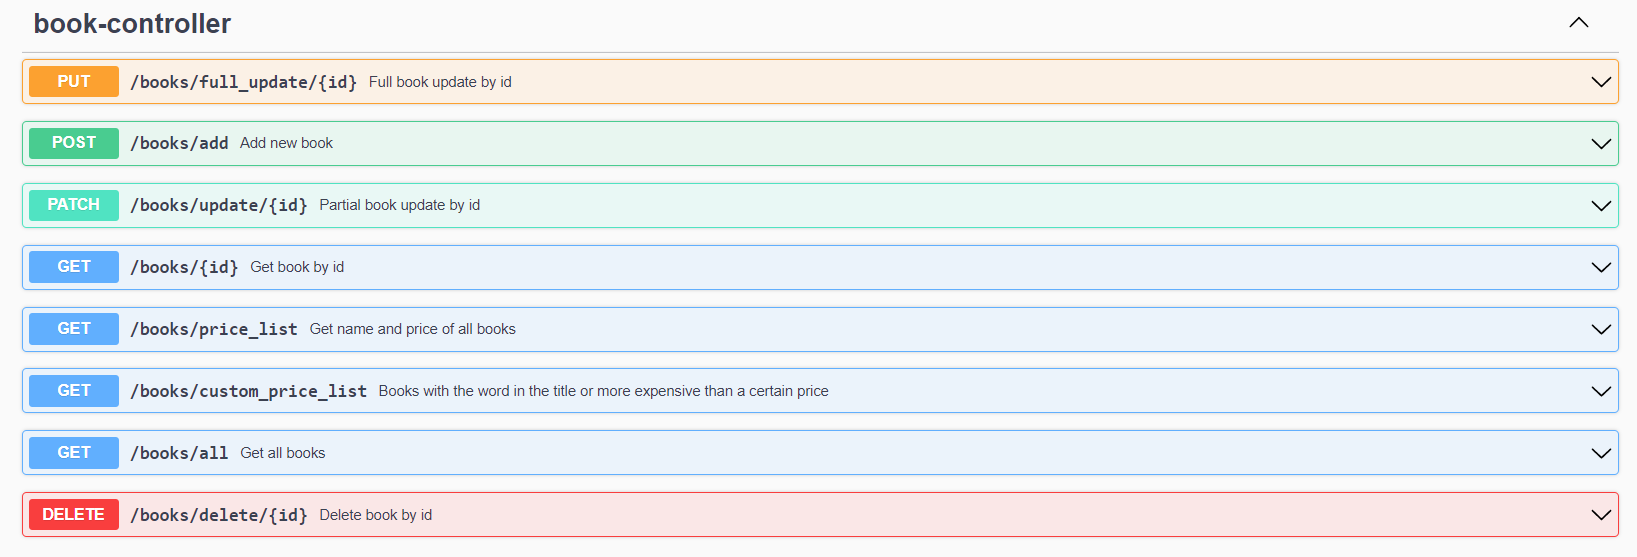 book-controller
PUT /books/full_update/{id} Full book update by id
POST /books/add Add new book
PATCH /books/update/{id} Partial book update by id
GET /books/{id} Get book by id
GET /books/price_list Get name and price of all books
GET /books/custom_price_list Books with the word in the title or more expensive than a certain price
GET /books/all Get all books
DELETE /books/delete/{id} Delete book by id